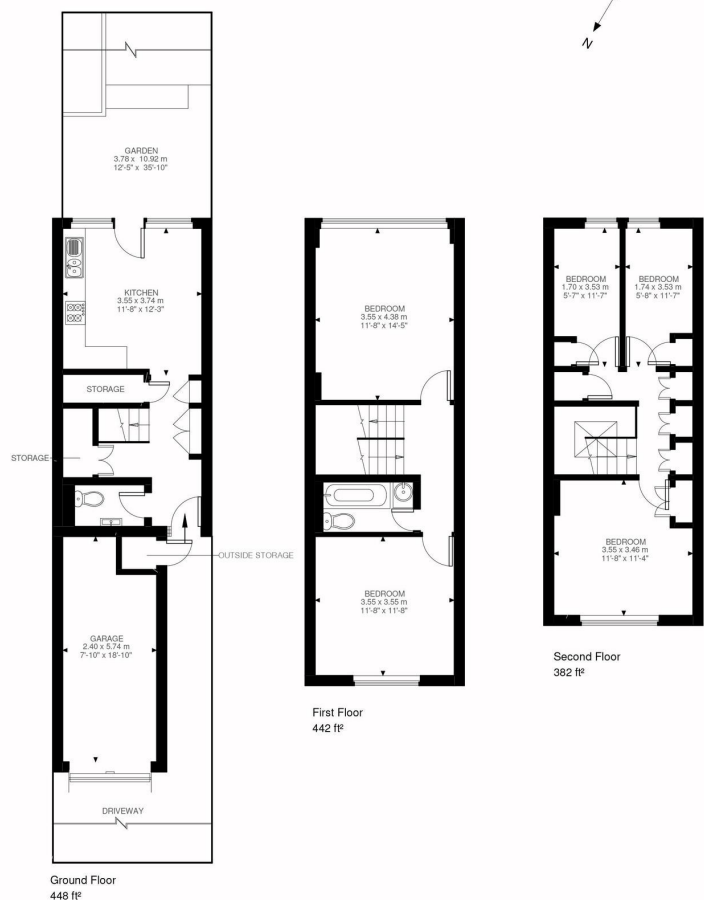 N
GARDEN
3.78 x 10.92 m
12'-5" x 35'-10"
KITCHEN
3.55 x 3.74 m
11'-8" x 12'-3"
STORAGE
STORAGE
OUTSIDE STORAGE
GARAGE
2.40 x 5.74 m
7'-10" x 18'-10"
DRIVEWAY
Ground Floor
448 ft²
BEDROOM
3.55 x 4.38 m
11'-8" x 14'-5"
BEDROOM
3.55 x 3.55 m
11'-8" x 11'-8"
First Floor
442 ft²
BEDROOM
1.70 x 3.53 m
5'-7" x 11'-7"
BEDROOM
1.74 x 3.53 m
5'-8" x 11'-7"
BEDROOM
3.55 x 3.46 m
11'-8" x 11'-4"
Second Floor
382 ft²